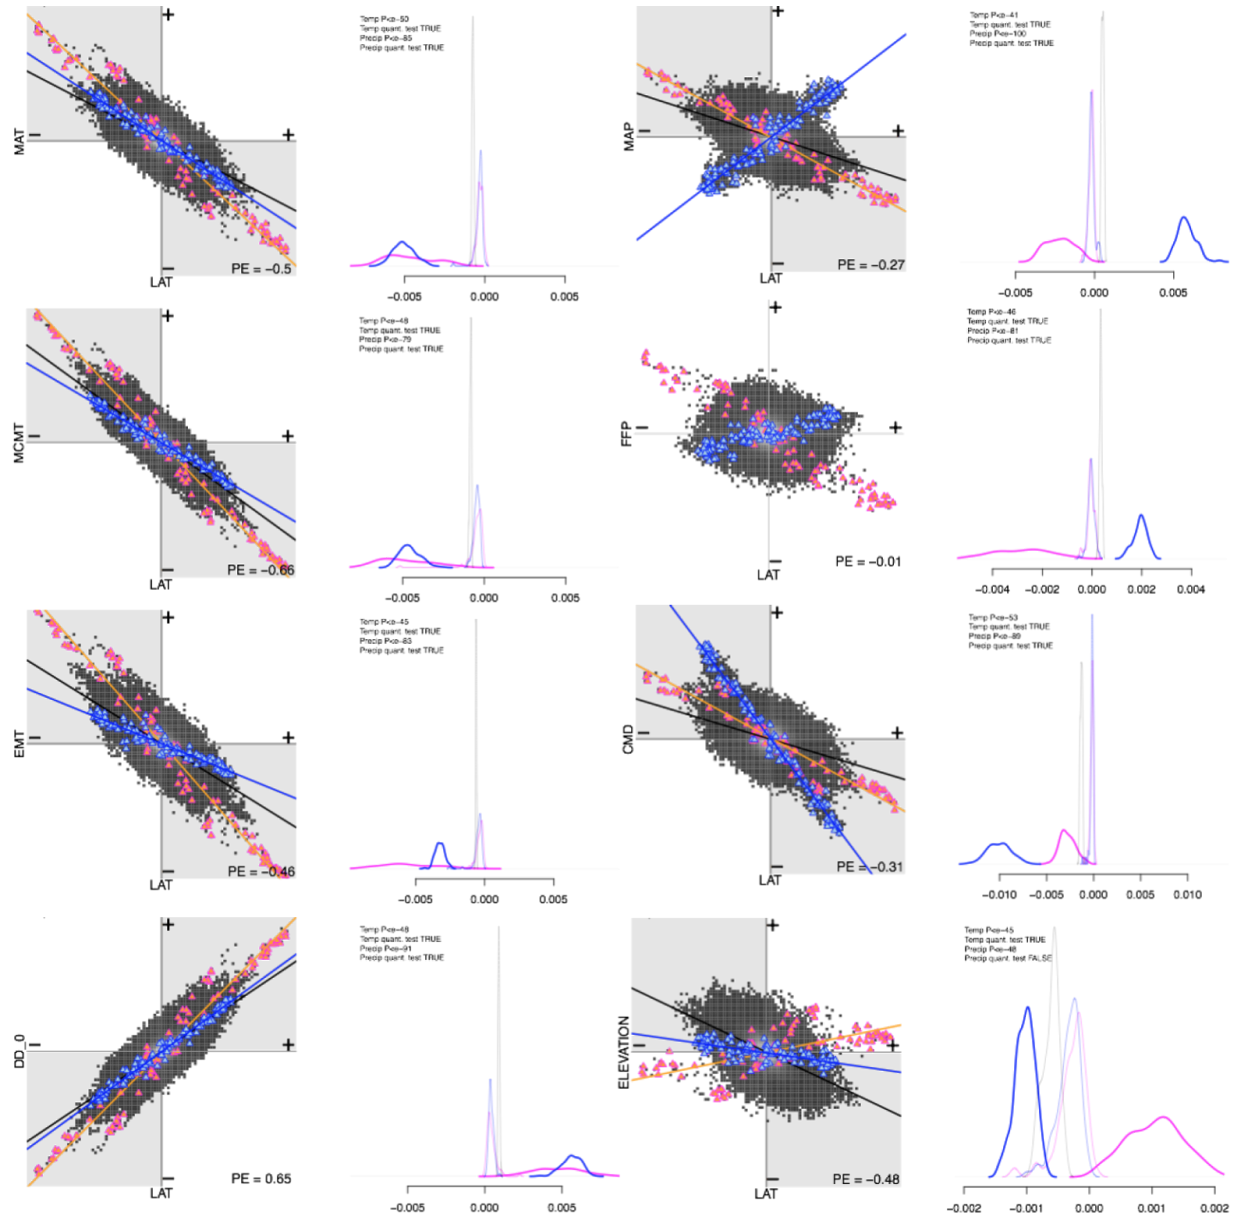 +
Temp P<e−50
Temp quant. test TRUE
Precip P<e−85
Precip quant. test TRUE
MAT
−
+
PE = −0.5
−
LAT
−0.005 0.000 0.005
+
Temp P<e−41
Temp quant. test TRUE
Precip P<e−100
Precip quant. test TRUE
MAP
−
+
PE = −0.27
−
LAT
−0.005 0.000 0.005
+
Temp P<e−48
Temp quant. test TRUE
Precip P<e−79
Precip quant. test TRUE
MCMT
−
+
PE = −0.66
−
LAT
−0.005 0.000 0.005
+
Temp P<e−46
Temp quant. test TRUE
Precip P<e−81
Precip quant. test TRUE
FFP
−
+
PE = −0.01
−
LAT
−0.004 −0.002 0.000 0.002 0.004
+
Temp P<e−45
Temp quant. test TRUE
Precip P<e−83
Precip quant. test TRUE
EMT
−
+
PE = −0.46
−
LAT
−0.005 0.000 0.005
+
Temp P<e−53
Temp quant. test TRUE
Precip P<e−89
Precip quant. test TRUE
CMD
−
+
PE = −0.31
−
LAT
−0.010 −0.005 0.000 0.005 0.010
+
Temp P<e−48
Temp quant. test TRUE
Precip P<e−91
Precip quant. test TRUE
DD_0
−
+
PE = 0.65
−
LAT
−0.005 0.000 0.005
+
Temp P<e−45
Temp quant. test TRUE
Precip P<e−48
Precip quant. test FALSE
ELEVATION
−
+
PE = −0.48
−
LAT
−0.002 −0.001 0.000 0.001 0.002